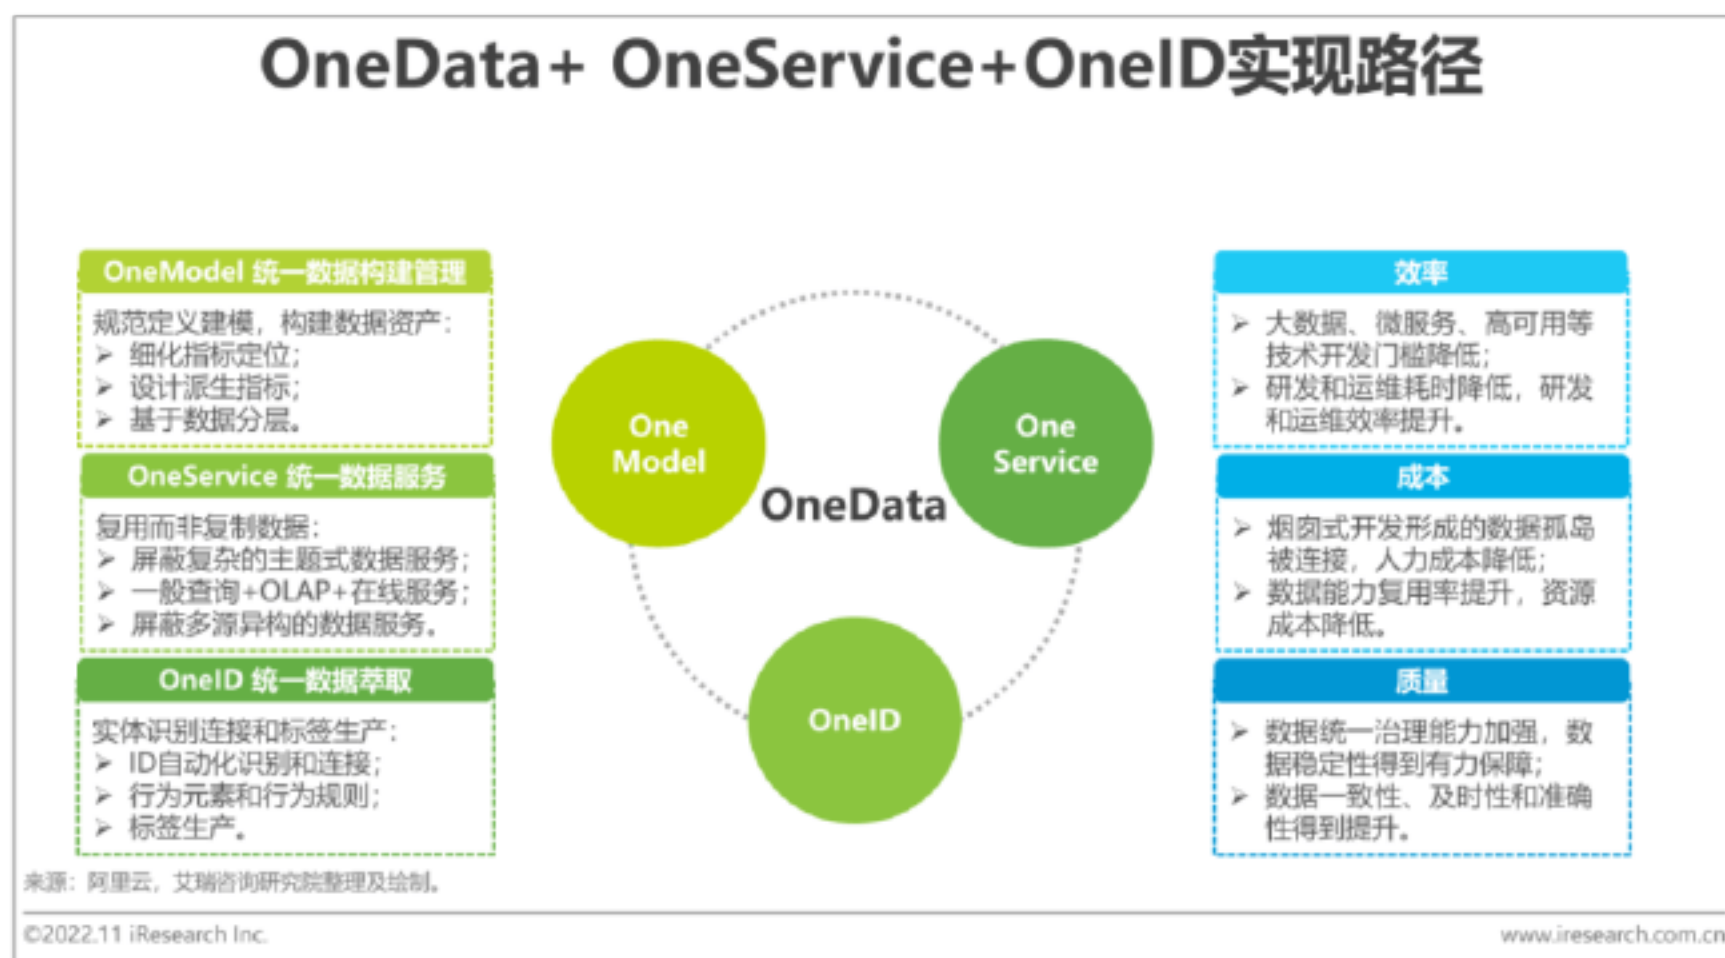 OneData+ OneService+OneID实现路径
OneModel 统一数据构建管理
规范定义建模，构建数据资产：
➢ 细化指标定位；
➢ 设计派生指标；
➢ 基于数据分层。
OneService 统一数据服务
复用而非复制数据：
➢ 屏蔽复杂的主题式数据服务；
➢ 一般查询+OLAP+在线服务；
➢ 屏蔽多源异构的数据服务。
OneID 统一数据萃取
实体识别连接和标签生产：
➢ ID自动化识别和连接；
➢ 行为元素和行为规则；
➢ 标签生产。
One
Model
One
Service
OneData
OneID
效率
➢ 大数据、微服务、高可用等
技术开发门槛降低；
➢ 研发和运维耗时降低，研发
和运维效率提升。
成本
➢ 烟囱式开发形成的数据孤岛
被连接，人力成本降低；
➢ 数据能力复用率提升，资源
成本降低。
质量
➢ 数据统一治理能力加强，数
据稳定性得到有力保障；
➢ 数据一致性、及时性和准确
性得到提升。
来源：阿里云，艾瑞咨询研究院整理及绘制。
©2022.11 iResearch Inc.
www.iresearch.com.cn